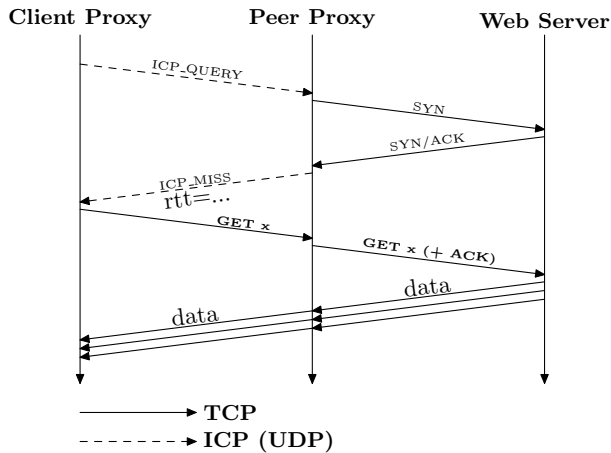 Client Proxy Peer Proxy Web Server
ICP_QUERY
SYN
SYN/ACK
ICP_MISS
rtt=...
GET x
GET x (+ ACK)
data
data
TCP
ICP (UDP)